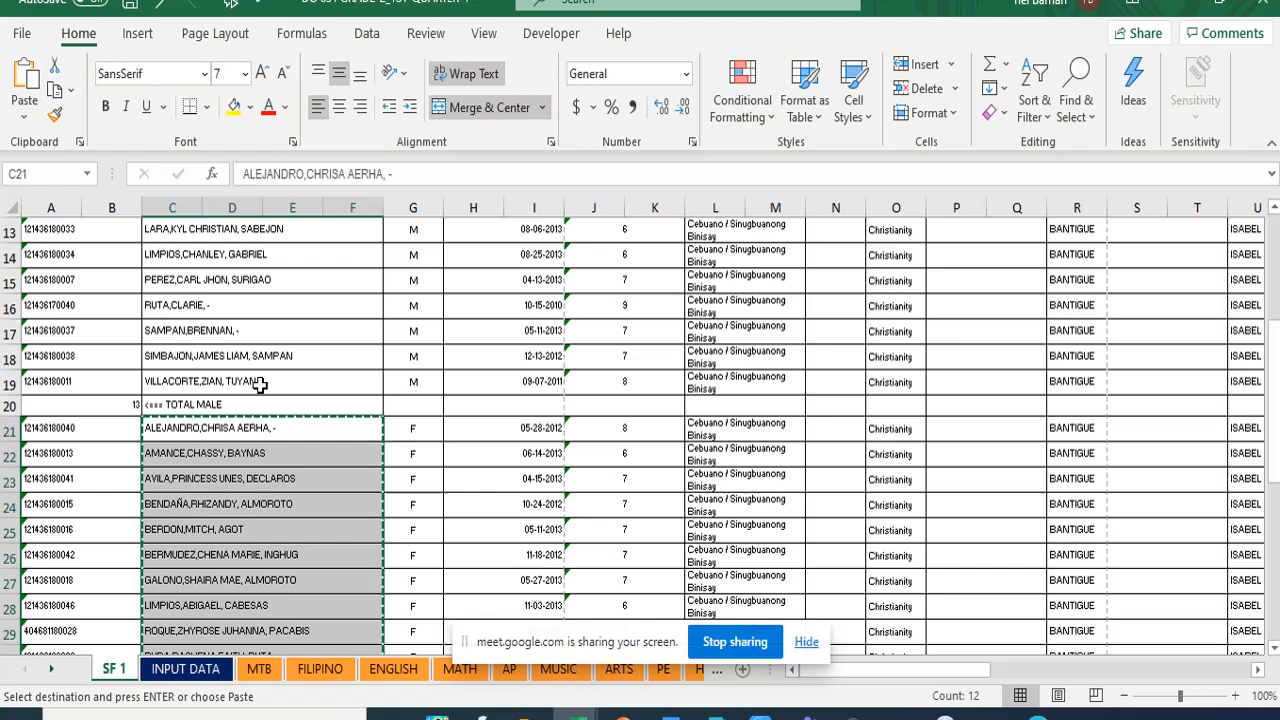 Search
File Home Insert Page Layout Formulas Data Review View Developer Help Share Comments
SansSerif 7 Wrap Text General Insert
Paste Merge & Center Conditional Formatting Format as Table Cell Styles Delete Format Sort & Filter Find & Select Ideas Sensitivity
Clipboard Font Alignment Number Styles Cells Editing Ideas Sensitivity
C21 fx ALEJANDRO,CHRISA AERHA, -
A B C D E F G H I J K L M N O P Q R S T U
13 121436180033 LARA,KYL CHRISTIAN, SABEJON M 08-06-2013 6 Cebuano / Sinugbuanong Binisay Christianity BANTIGUE ISABEL
14 121436180034 LIMPIOS,CHANLEY, GABRIEL M 08-25-2013 6 Cebuano / Sinugbuanong Binisay Christianity BANTIGUE ISABEL
15 121436180007 PEREZ,CARL JHON, SURIGAO M 04-13-2013 7 Cebuano / Sinugbuanong Binisay Christianity BANTIGUE ISABEL
16 121436170040 RUTA,CLARIE, - M 10-15-2010 9 Cebuano / Sinugbuanong Binisay Christianity BANTIGUE ISABEL
17 121436180037 SAMPAN,BRENNAN, - M 05-11-2013 7 Cebuano / Sinugbuanong Binisay Christianity BANTIGUE ISABEL
18 121436180038 SIMBAJON,JAMES LIAM, SAMPAN M 12-13-2012 7 Cebuano / Sinugbuanong Binisay Christianity BANTIGUE ISABEL
19 121436180011 VILLACORTE,ZIAN, M 09-07-2011 8 Cebuano / Sinugbuanong Binisay Christianity BANTIGUE ISABEL
20 13 <=== TOTAL MALE
21 121436180040 ALEJANDRO,CHRISA AERHA, - F 05-28-2012 8 Cebuano / Sinugbuanong Binisay Christianity BANTIGUE ISABEL
22 121436180013 AMANCE,CHASSY, BAYNAS F 06-14-2013 6 Cebuano / Sinugbuanong Binisay Christianity BANTIGUE ISABEL
23 121436180041 AVILA,PRINCESS UNES, DECLAROS F 04-15-2013 7 Cebuano / Sinugbuanong Binisay Christianity BANTIGUE ISABEL
24 121436180015 BENDAÑA,RHIZANDY, ALMOROTO F 10-24-2012 7 Cebuano / Sinugbuanong Binisay Christianity BANTIGUE ISABEL
25 121436180016 BERDON,MITCH, AGOT F 05-11-2013 7 Cebuano / Sinugbuanong Binisay Christianity BANTIGUE ISABEL
26 121436180042 BERMUDEZ,CHENA MARIE, INGHUG F 11-18-2012 7 Cebuano / Sinugbuanong Binisay Christianity BANTIGUE ISABEL
27 121436180018 GALONO,SHAIRA MAE, ALMOROTO F 05-27-2013 7 Cebuano / Sinugbuanong Binisay Christianity BANTIGUE ISABEL
28 121436180046 LIMPIOS,ABIGAEL, CABESAS F 11-03-2013 6 Cebuano / Sinugbuanong Binisay Christianity BANTIGUE ISABEL
29 404681180028 ROQUE,ZHYROSE JUHANNA, PACABIS F Christianity BANTIGUE ISABEL
meet.google.com is sharing your screen. Stop sharing Hide
SF 1 INPUT DATA MTB FILIPINO ENGLISH MATH AP MUSIC ARTS PE H ...
Select destination and press ENTER or choose Paste Count: 12 100%